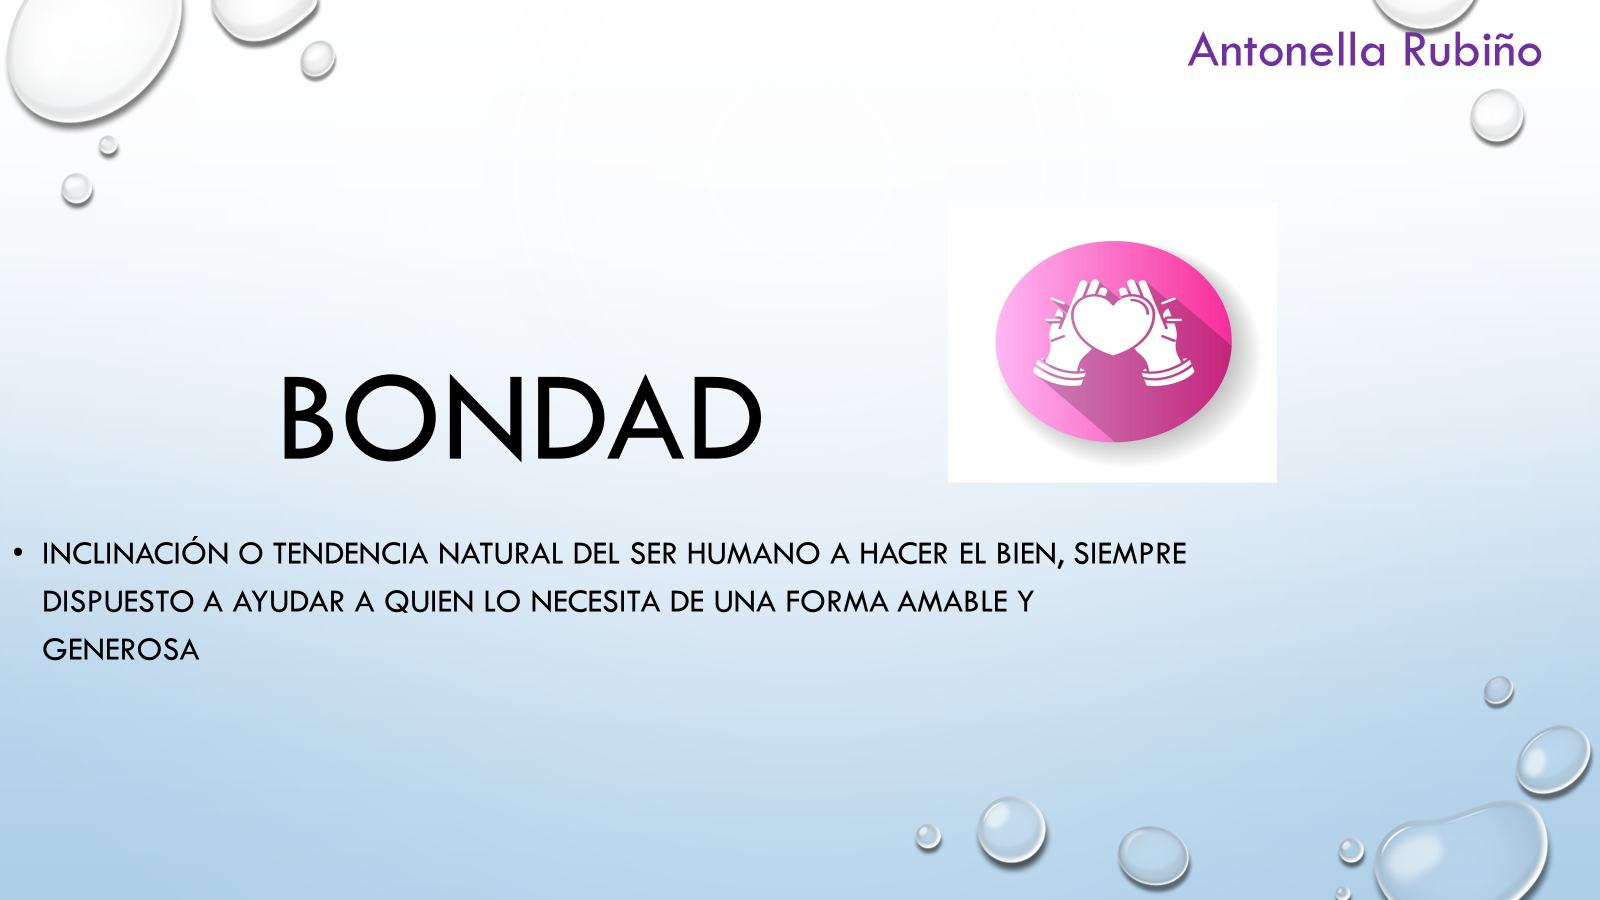 Antonella Rubiño
BONDAD
• INCLINACIÓN O TENDENCIA NATURAL DEL SER HUMANO A HACER EL BIEN, SIEMPRE
DISPUESTO A AYUDAR A QUIEN LO NECESITA DE UNA FORMA AMABLE Y
GENEROSA